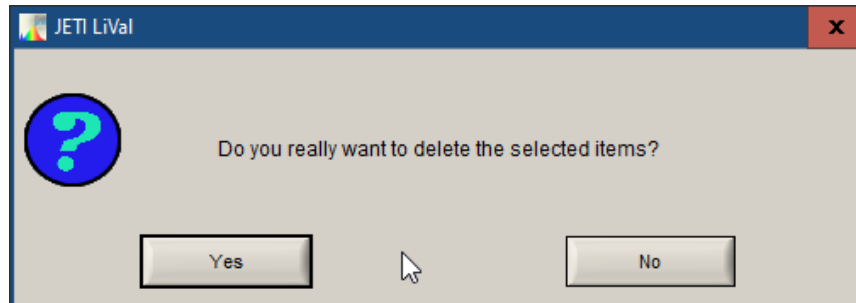 JETI LiVal
Do you really want to delete the selected items?
Yes
No